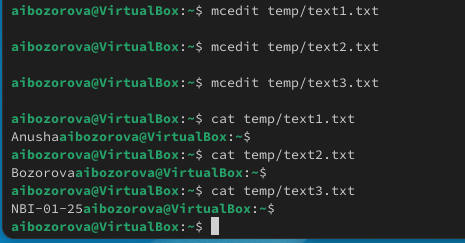 aibozorova@VirtualBox:~$ mcedit temp/text1.txt
aibozorova@VirtualBox:~$ mcedit temp/text2.txt
aibozorova@VirtualBox:~$ mcedit temp/text3.txt
aibozorova@VirtualBox:~$ cat temp/text1.txt
Anushaaibozorova@VirtualBox:~$
aibozorova@VirtualBox:~$ cat temp/text2.txt
Bozorovaaibozorova@VirtualBox:~$
aibozorova@VirtualBox:~$ cat temp/text3.txt
NBI-01-25aibozorova@VirtualBox:~$
aibozorova@VirtualBox:~$